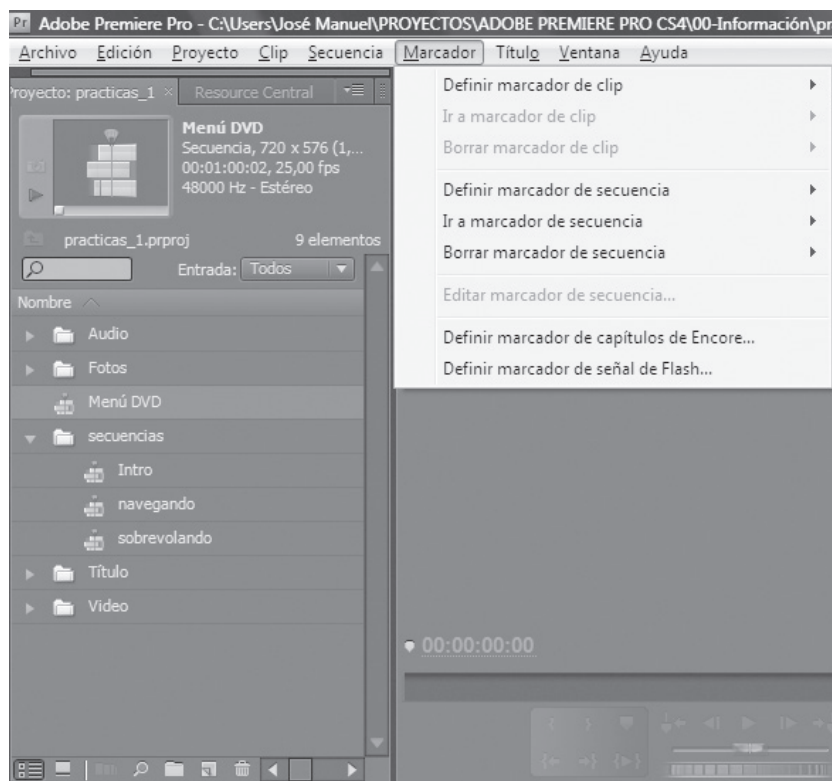 Pr Adobe Premiere Pro - C:\Users\José Manuel\PROYECTOS\ADOBE PREMIERE PRO CS4\00-Información\pr
Archivo Edición Proyecto Clip Secuencia Marcador Título Ventana Ayuda
Proyecto: practicas_1 × Resource Central
Menú DVD
Secuencia, 720 x 576 (1,...
00:01:00:02, 25,00 fps
48000 Hz - Estéreo
practicas_1.prproj 9 elementos
Entrada: Todos
Nombre
Audio
Fotos
Menú DVD
secuencias
Intro
navegando
sobrevolando
Título
Video
Definir marcador de clip
Ir a marcador de clip
Borrar marcador de clip
Definir marcador de secuencia
Ir a marcador de secuencia
Borrar marcador de secuencia
Editar marcador de secuencia...
Definir marcador de capítulos de Encore...
Definir marcador de señal de Flash...
00:00:00:00